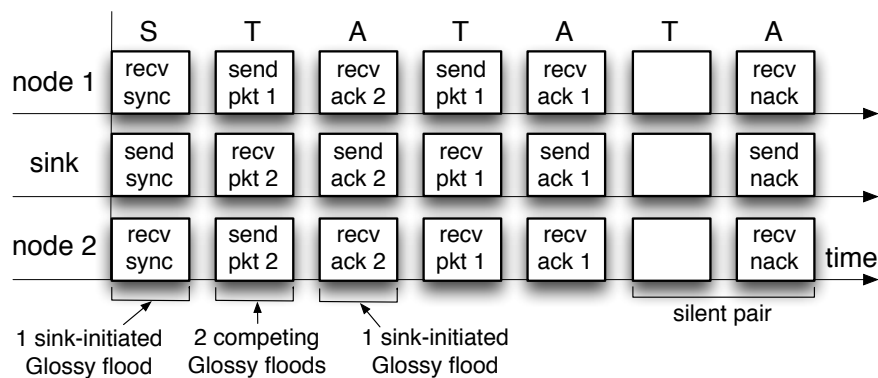 S T A T A T A
node 1
recv sync
send pkt 1
recv ack 2
send pkt 1
recv ack 1
recv nack
sink
send sync
recv pkt 2
send ack 2
recv pkt 1
send ack 1
send nack
node 2
recv sync
send pkt 2
recv ack 2
recv pkt 1
recv ack 1
recv nack
time
1 sink-initiated
Glossy flood
2 competing
Glossy floods
1 sink-initiated
Glossy flood
silent pair